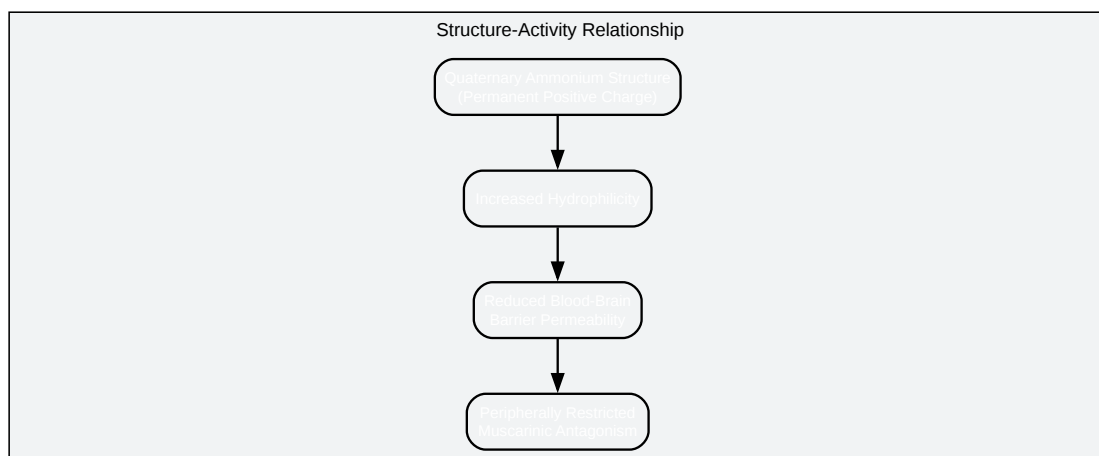 Structure-Activity Relationship
Quaternary Ammonium Structure
(Permanent Positive Charge)
Increased Hydrophilicity
Reduced Blood-Brain
Barrier Permeability
Peripherally Restricted
Muscarinic Antagonism